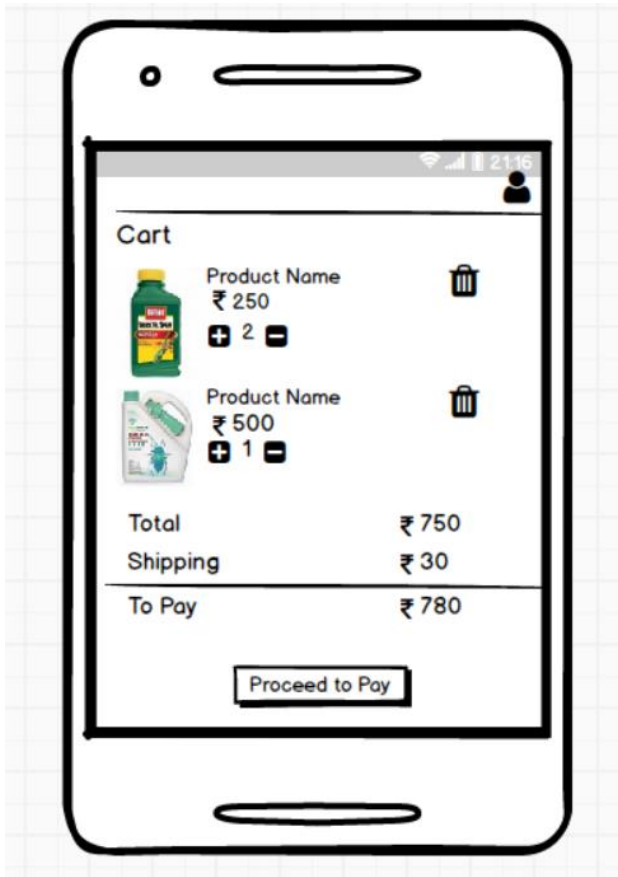 21:16
Cart
Product Name
₹ 250
2
Product Name
₹ 500
1
Total ₹ 750
Shipping ₹ 30
To Pay ₹ 780
Proceed to Pay